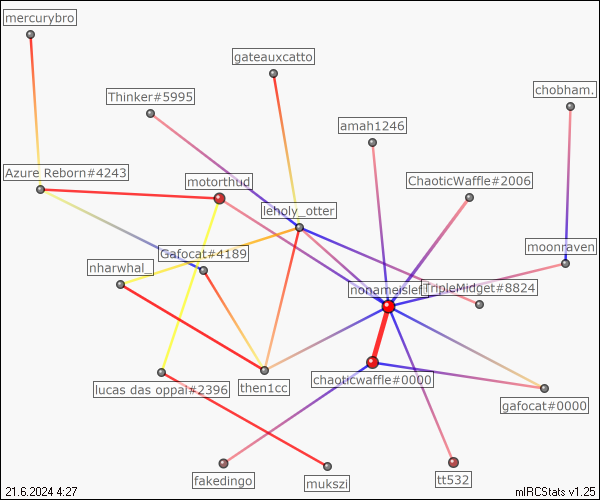 mercurybro
gateauxcatto
Thinker#5995
chobham.
amah1246
Azure Reborn#4243
motorthud
ChaoticWaffle#2006
leholy_otter
Gafocat#4189
moonraven
nharwhal_
TripleMidget#8824
chaoticwaffle#0000
lucas das oppai#2396
then1cc
gafocat#0000
fakedingo
mukszi
tt532
21.6.2024 4:27
mIRCStats v1.25